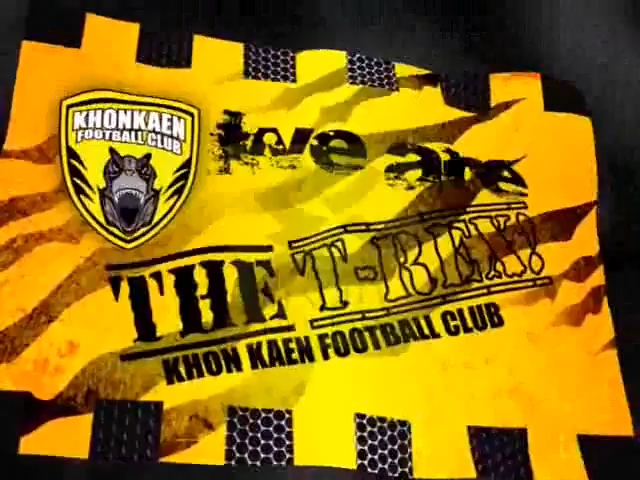 KHONKAEN
FOOTBALL CLUB
We are
THE T-REX!
KHON KAEN FOOTBALL CLUB